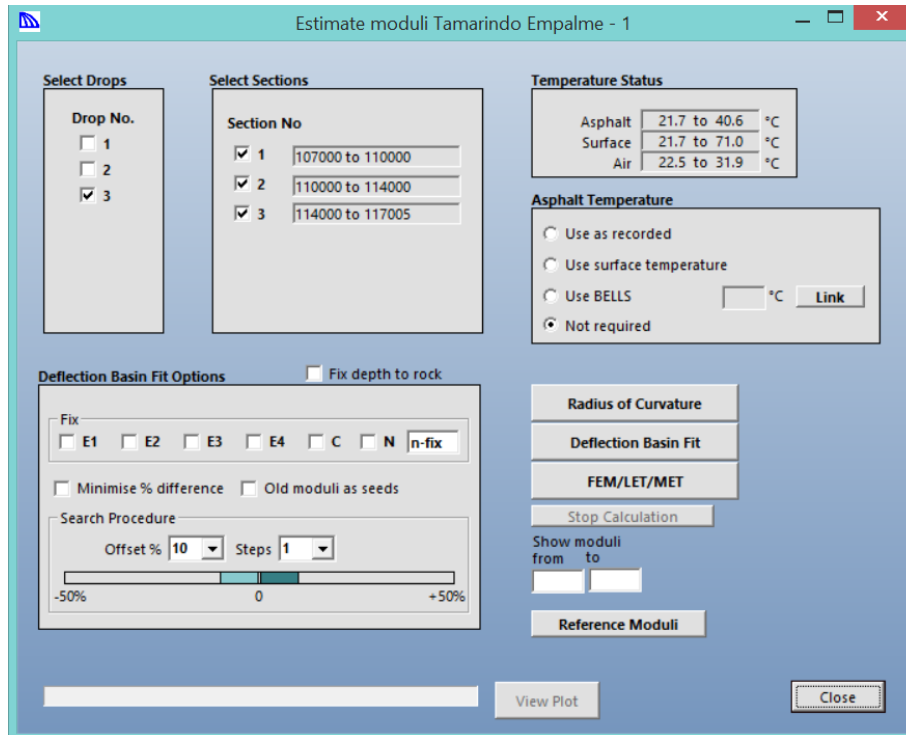 Estimate moduli Tamarindo Empalme - 1
Select Drops
Drop No.
1
2
3
Select Sections
Section No
1 107000 to 110000
2 110000 to 114000
3 114000 to 117005
Temperature Status
Asphalt 21.7 to 40.6 °C
Surface 21.7 to 71.0 °C
Air 22.5 to 31.9 °C
Asphalt Temperature
Use as recorded
Use surface temperature
Use BELLS °C Link
Not required
Deflection Basin Fit Options
Fix depth to rock
Fix
E1 E2 E3 E4 C N n-fix
Minimise % difference Old moduli as seeds
Search Procedure
Offset % 10 Steps 1
-50% 0 +50%
Radius of Curvature
Deflection Basin Fit
FEM/LET/MET
Stop Calculation
Show moduli
from to
Reference Moduli
View Plot
Close